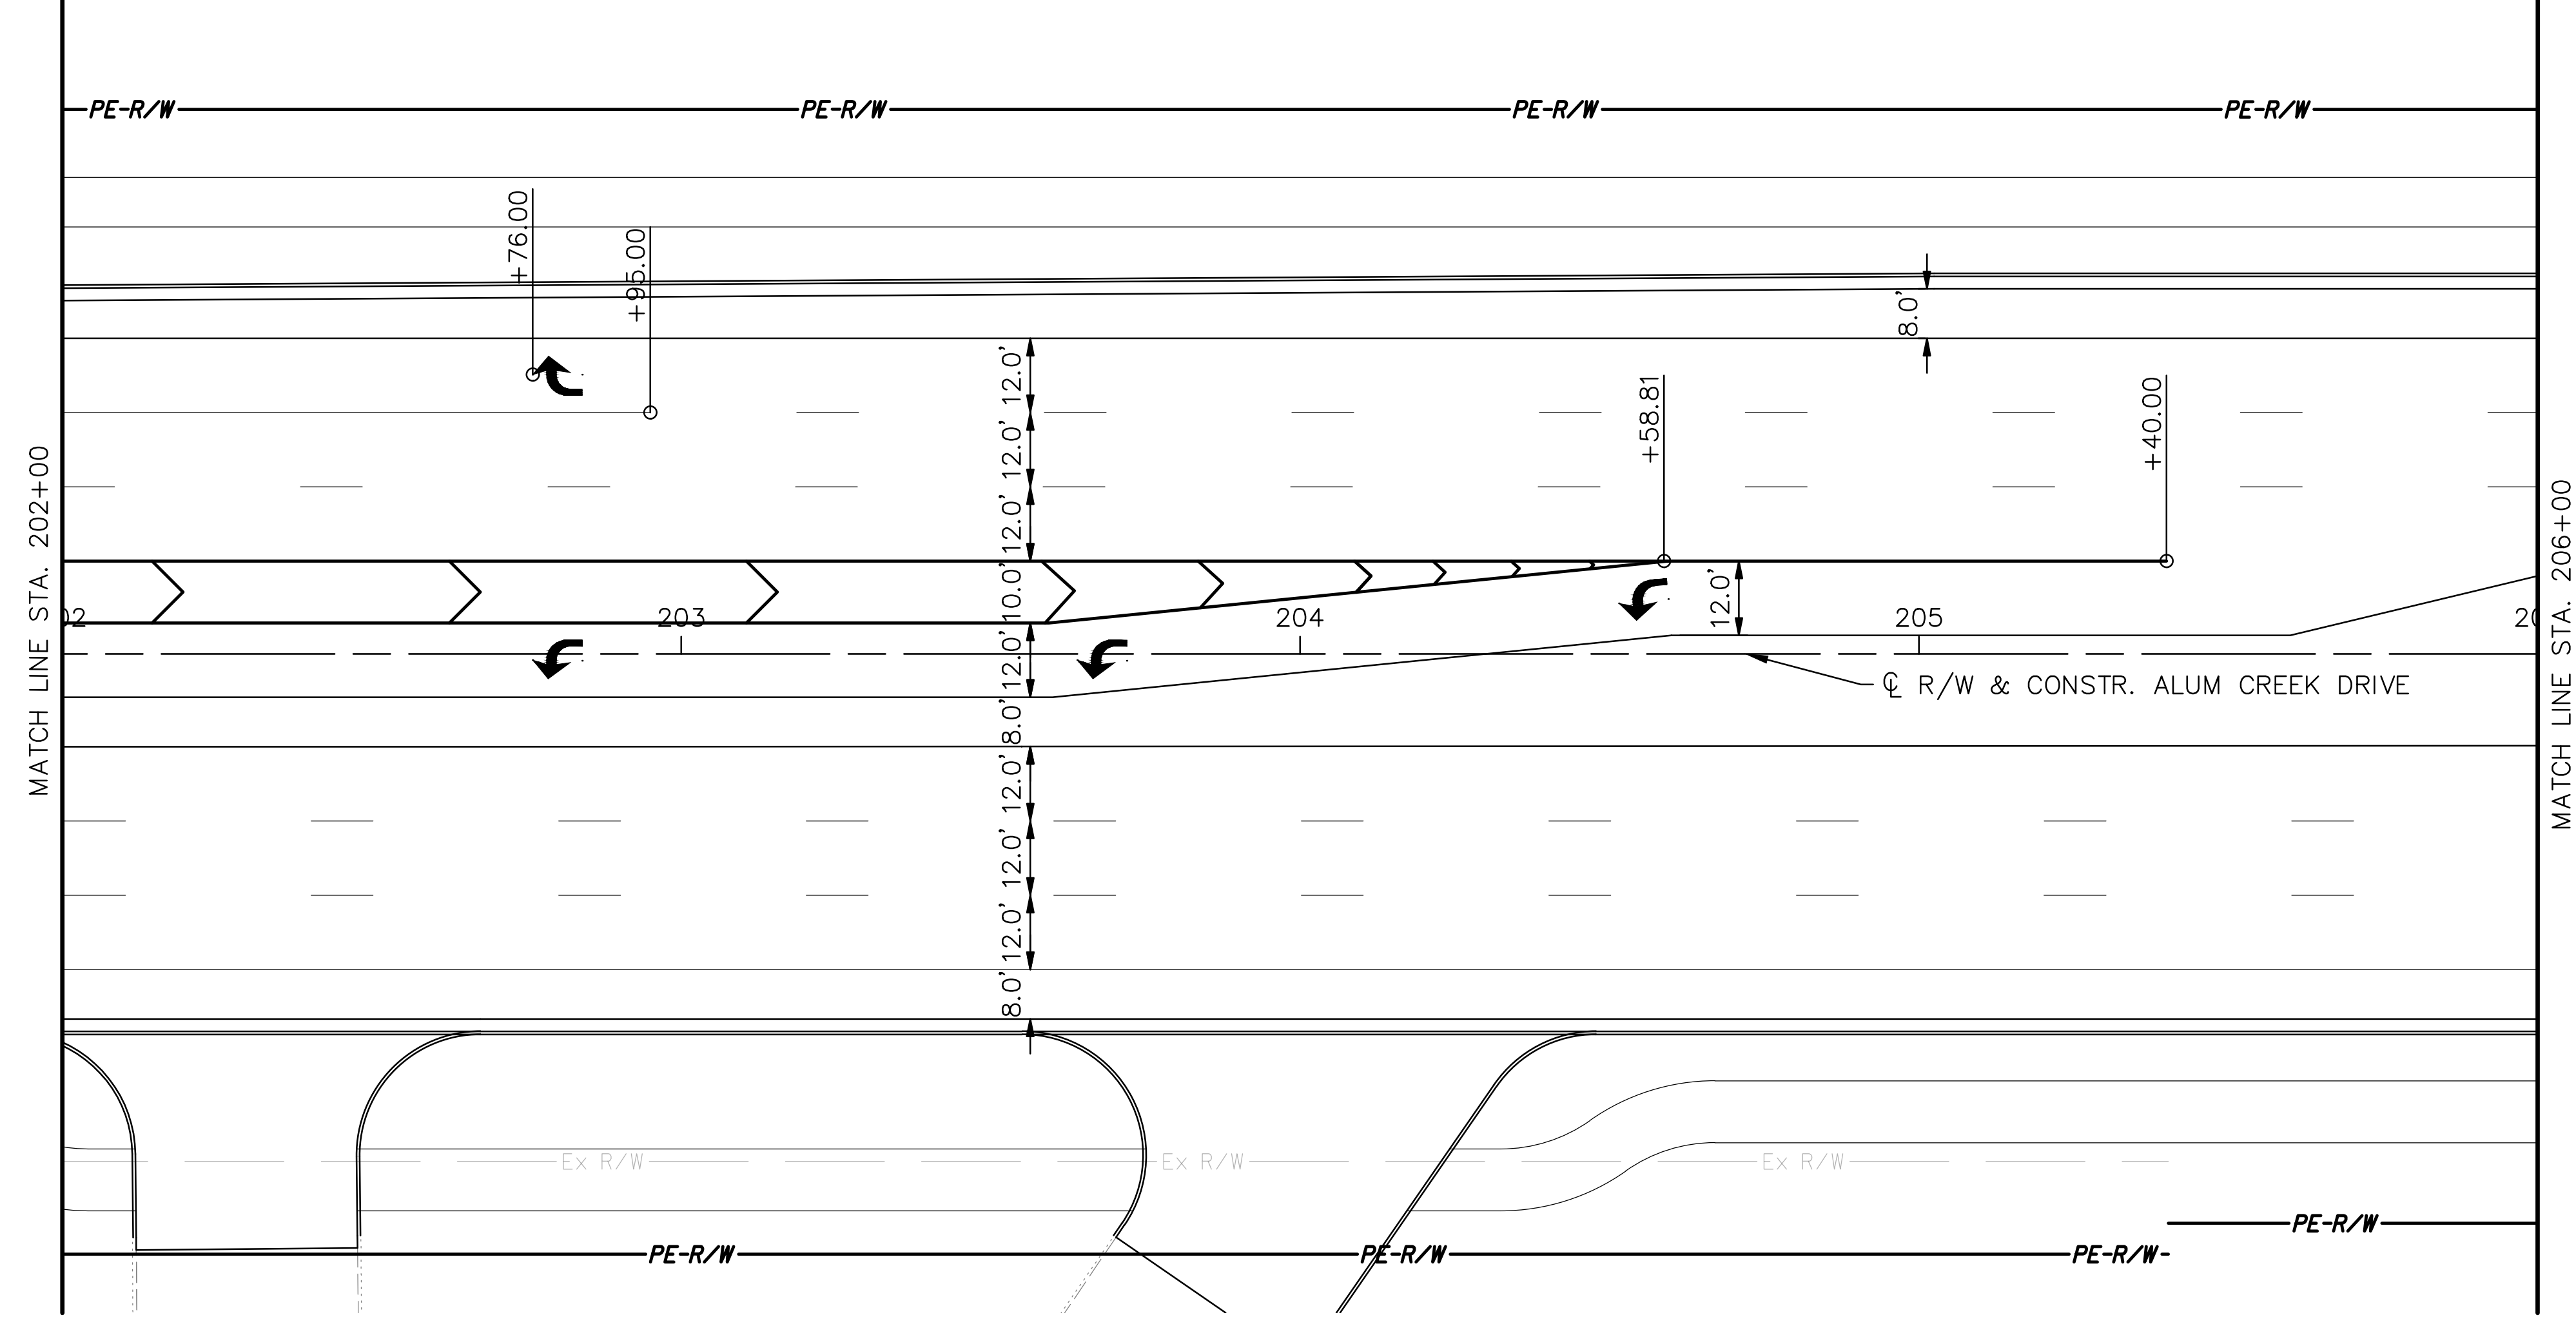 PE-R/W PE-R/W PE-R/W PE-R/W
+76.00
+95.00
8.0'
12.0'
12.0'
12.0'
10.0'
12.0'
8.0'
12.0'
12.0'
12.0'
8.0'
+58.81
+40.00
12.0'
MATCH LINE STA. 202+00
MATCH LINE STA. 206+00
02 203 204 205 20
℄ R/W & CONSTR. ALUM CREEK DRIVE
Ex R/W Ex R/W Ex R/W
PE-R/W
PE-R/W PE-R/W PE-R/W